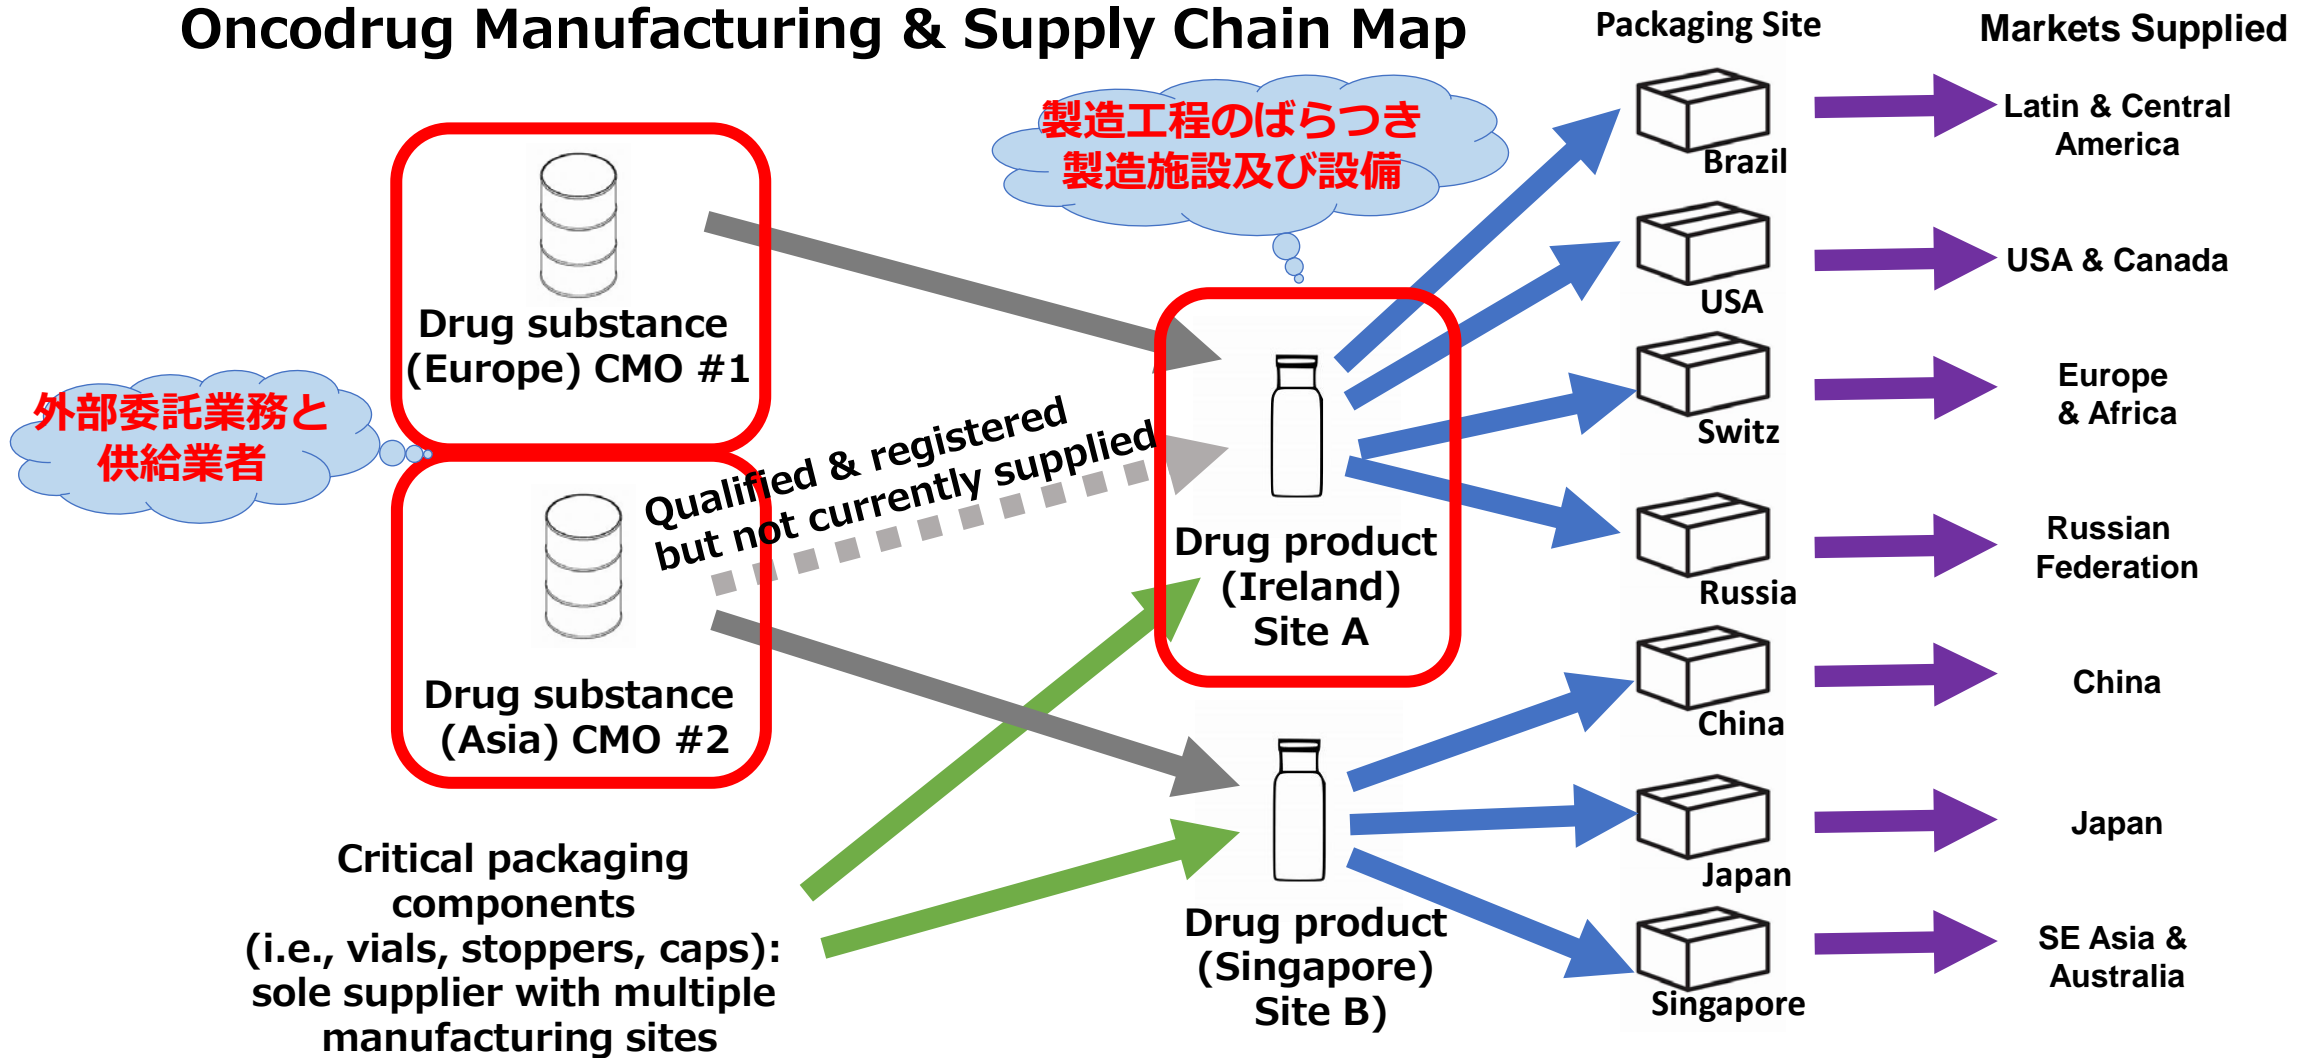 Oncodrug Manufacturing & Supply Chain Map
Packaging Site
Markets Supplied
製造工程のばらつき
製造施設及び設備
外部委託業務と
供給業者
Drug substance
(Europe) CMO #1
Qualified & registered
but not currently supplied
Drug substance
(Asia) CMO #2
Critical packaging
components
(i.e., vials, stoppers, caps):
sole supplier with multiple
manufacturing sites
Drug product
(Ireland)
Site A
Drug product
(Singapore)
Site B)
Brazil
Latin & Central
America
USA
USA & Canada
Switz
Europe
& Africa
Russia
Russian
Federation
China
China
Japan
Japan
Singapore
SE Asia &
Australia